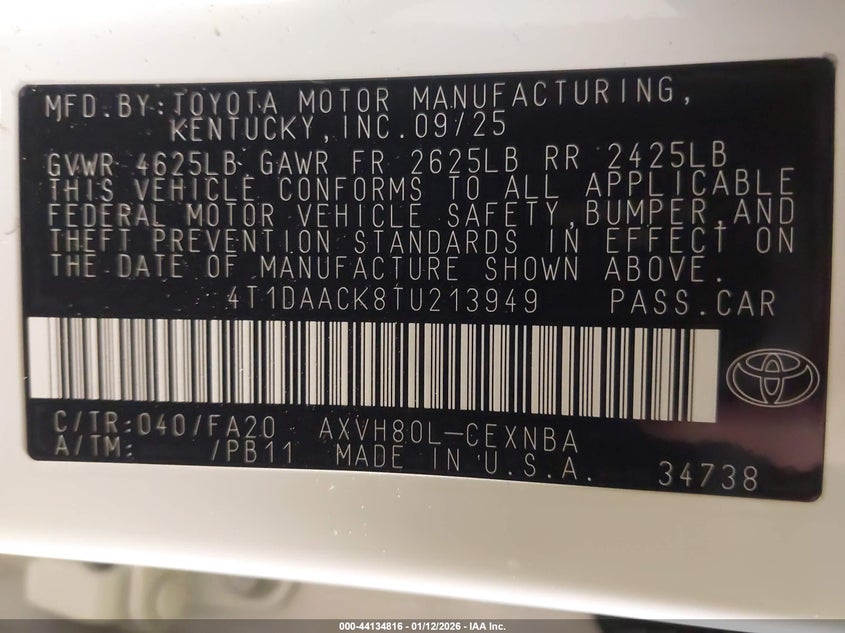 MFD. BY: TOYOTA MOTOR MANUFACTURING,
KENTUCKY, INC. 09/25
GVWR 4625LB GAWR FR 2625LB RR 2425LB
THIS VEHICLE CONFORMS TO ALL APPLICABLE
FEDERAL MOTOR VEHICLE SAFETY, BUMPER, AND
THEFT PREVENTION STANDARDS IN EFFECT ON
THE DATE OF MANUFACTURE SHOWN ABOVE.
4T1DAACK8TU213949 PASS. CAR
C/TR: 040/FA20 AXVH80L-CEXNBA
A/TM: /PB11 MADE IN U.S.A. 34738
000-44134816 - 01/12/2026 - IAA Inc.